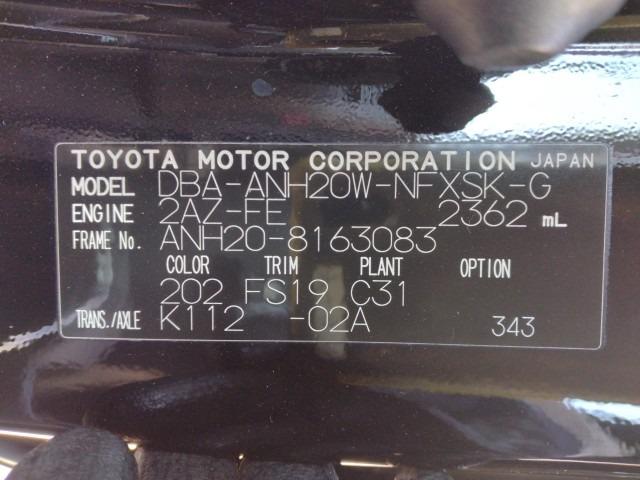 TOYOTA MOTOR CORPORATION JAPAN
MODEL DBA-ANH20W-NFXSK-G
ENGINE 2AZ-FE 2362 mL
FRAME No. ANH20-8163083
COLOR TRIM PLANT OPTION
202 FS19 C31
TRANS./AXLE K112 -02A 343